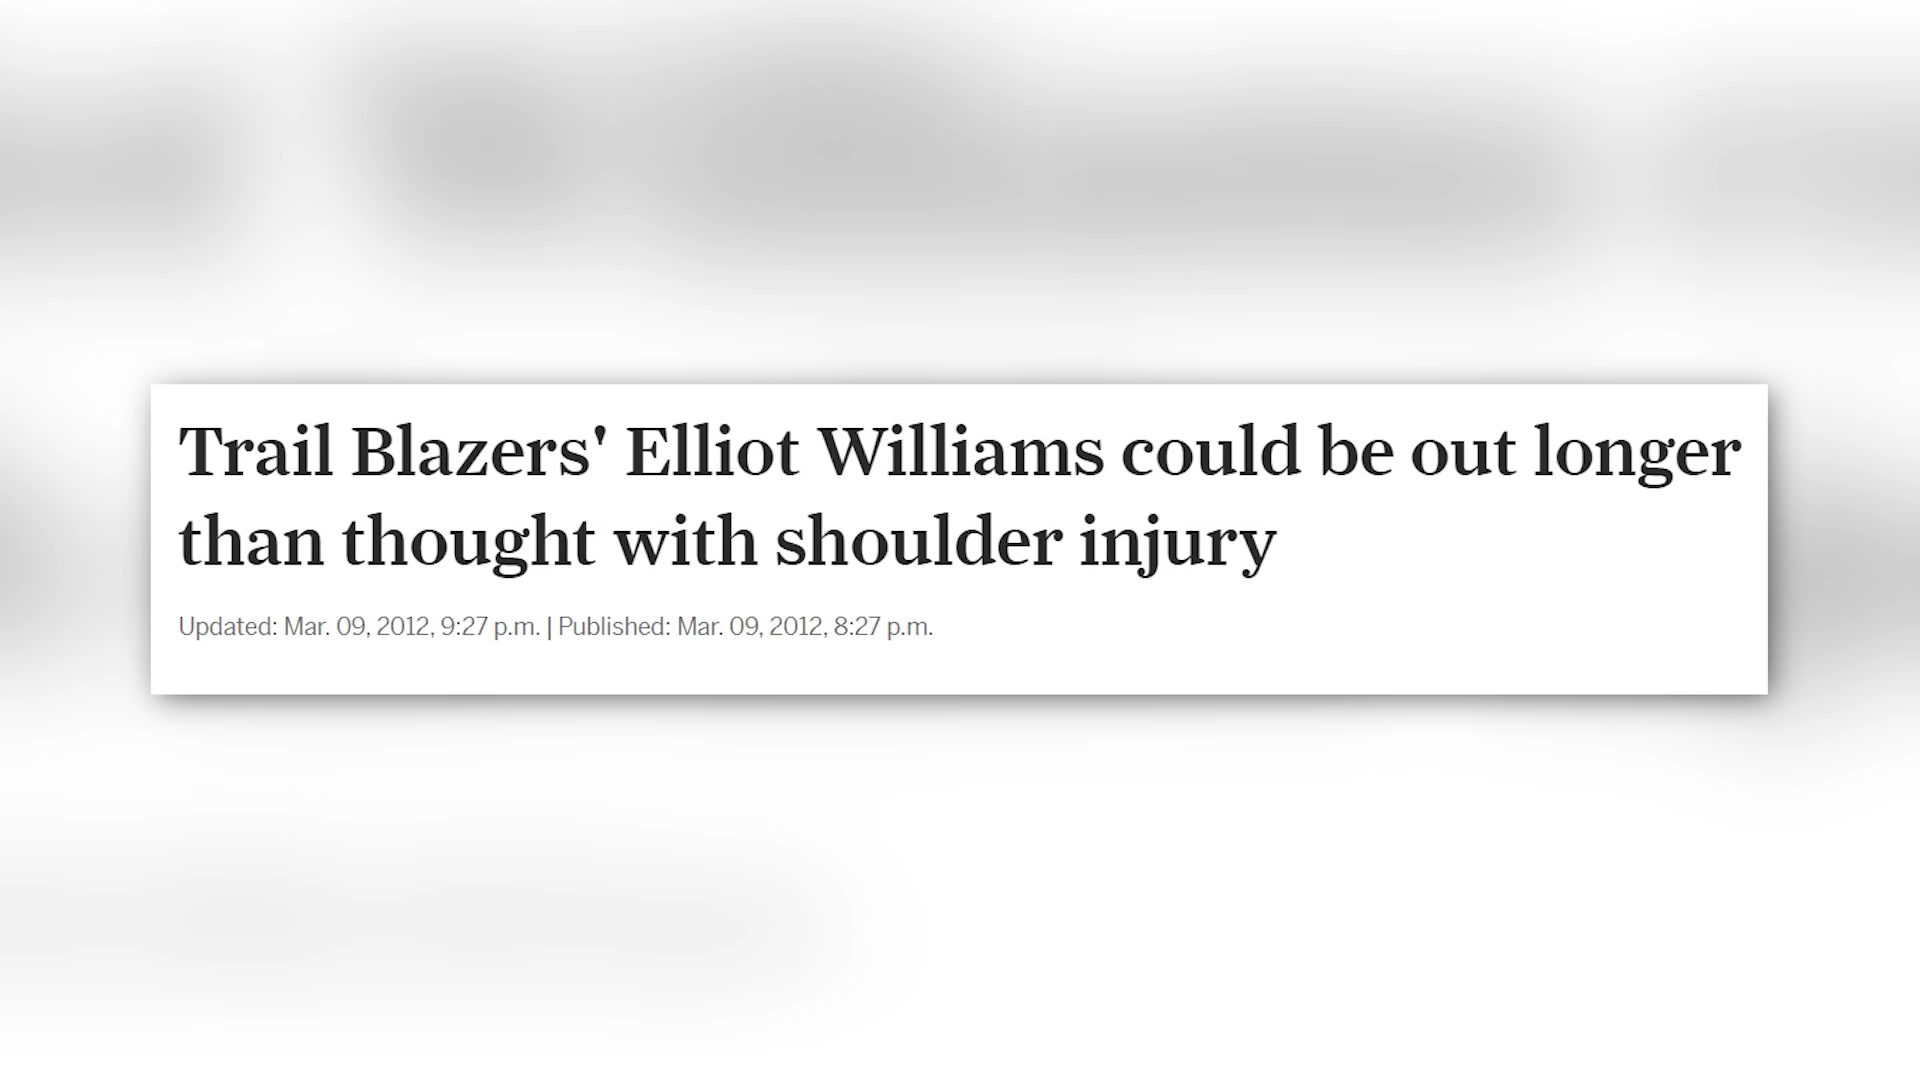 Trail Blazers' Elliot Williams could be out longer
than thought with shoulder injury
Updated: Mar. 09, 2012, 9:27 p.m. | Published: Mar. 09, 2012, 8:27 p.m.